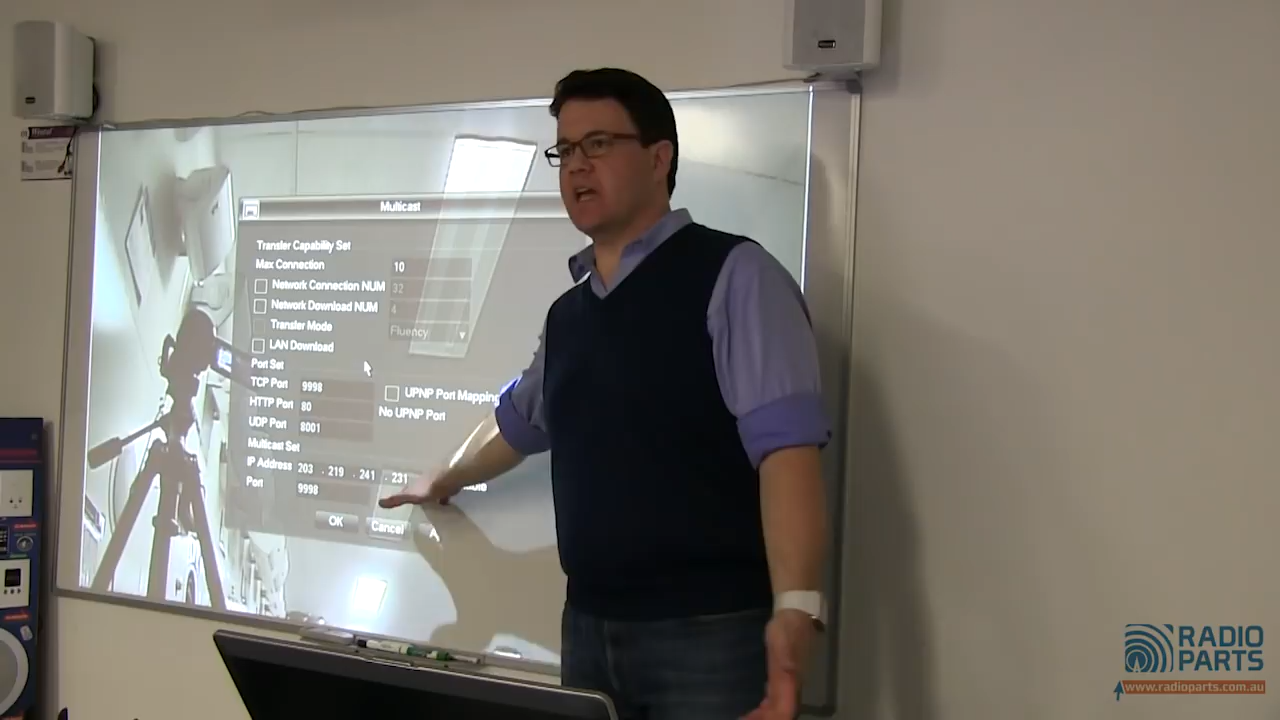 Multicast
Transfer Capability Set
Max Connection 10
Network Connection NUM 32
Network Download NUM 4
Transfer Mode Fluency
LAN Download
Port Set
TCP Port 9998 UPNP Port Mapping
HTTP Port 80 No UPNP Port
UDP Port 8001
Multicast Set
IP Address 203 . 219 . 241 . 231
Port 9998
OK Cancel
RADIO
PARTS
www.radioparts.com.au